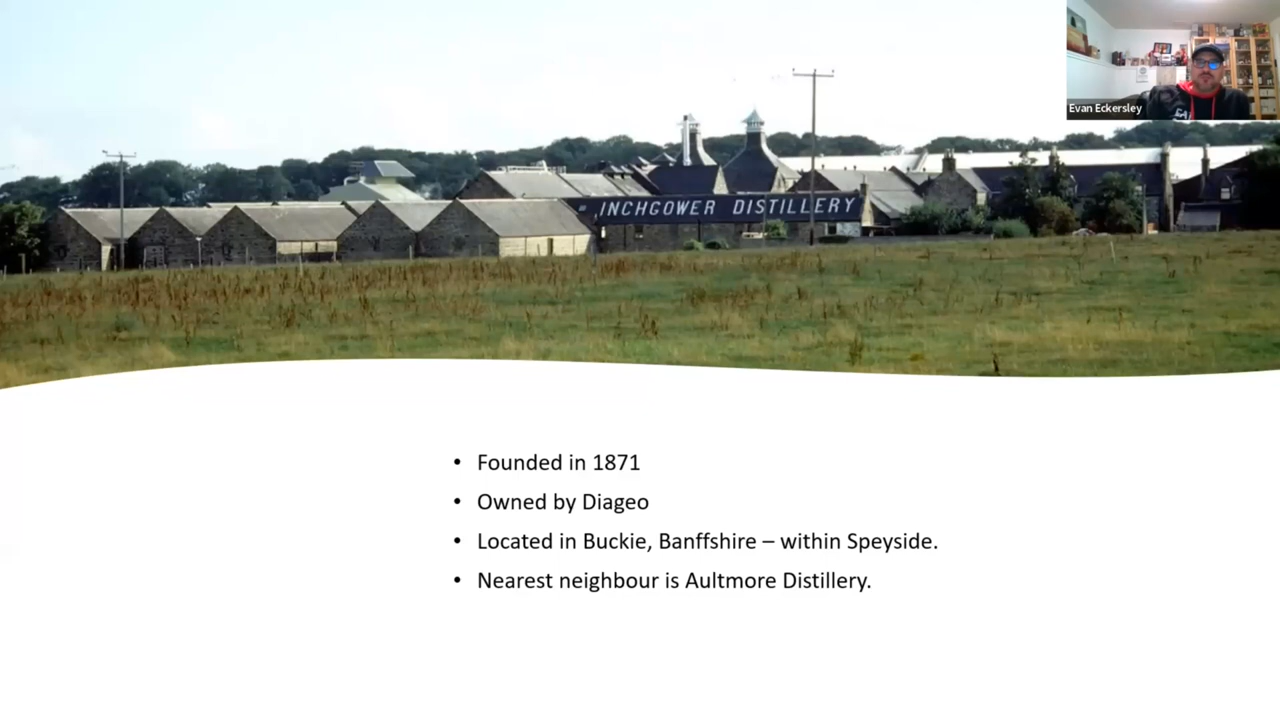 Evan Eckersley
INCHGOWER DISTILLERY
• Founded in 1871
• Owned by Diageo
• Located in Buckie, Banffshire – within Speyside.
• Nearest neighbour is Aultmore Distillery.